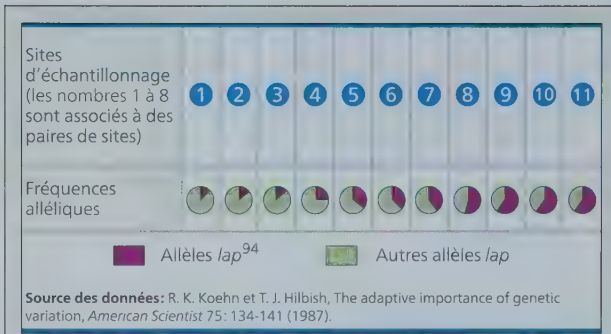 Sites
d'échantillonnage
(les nombres 1 à 8
sont associés à des
paires de sites)
1 2 3 4 5 6 7 8 9 10 11
Fréquences
alléliques
Allèles lap94 Autres allèles lap
Source des données: R. K. Koehn et T. J. Hilbish, The adaptive importance of genetic
variation, American Scientist 75: 134-141 (1987).